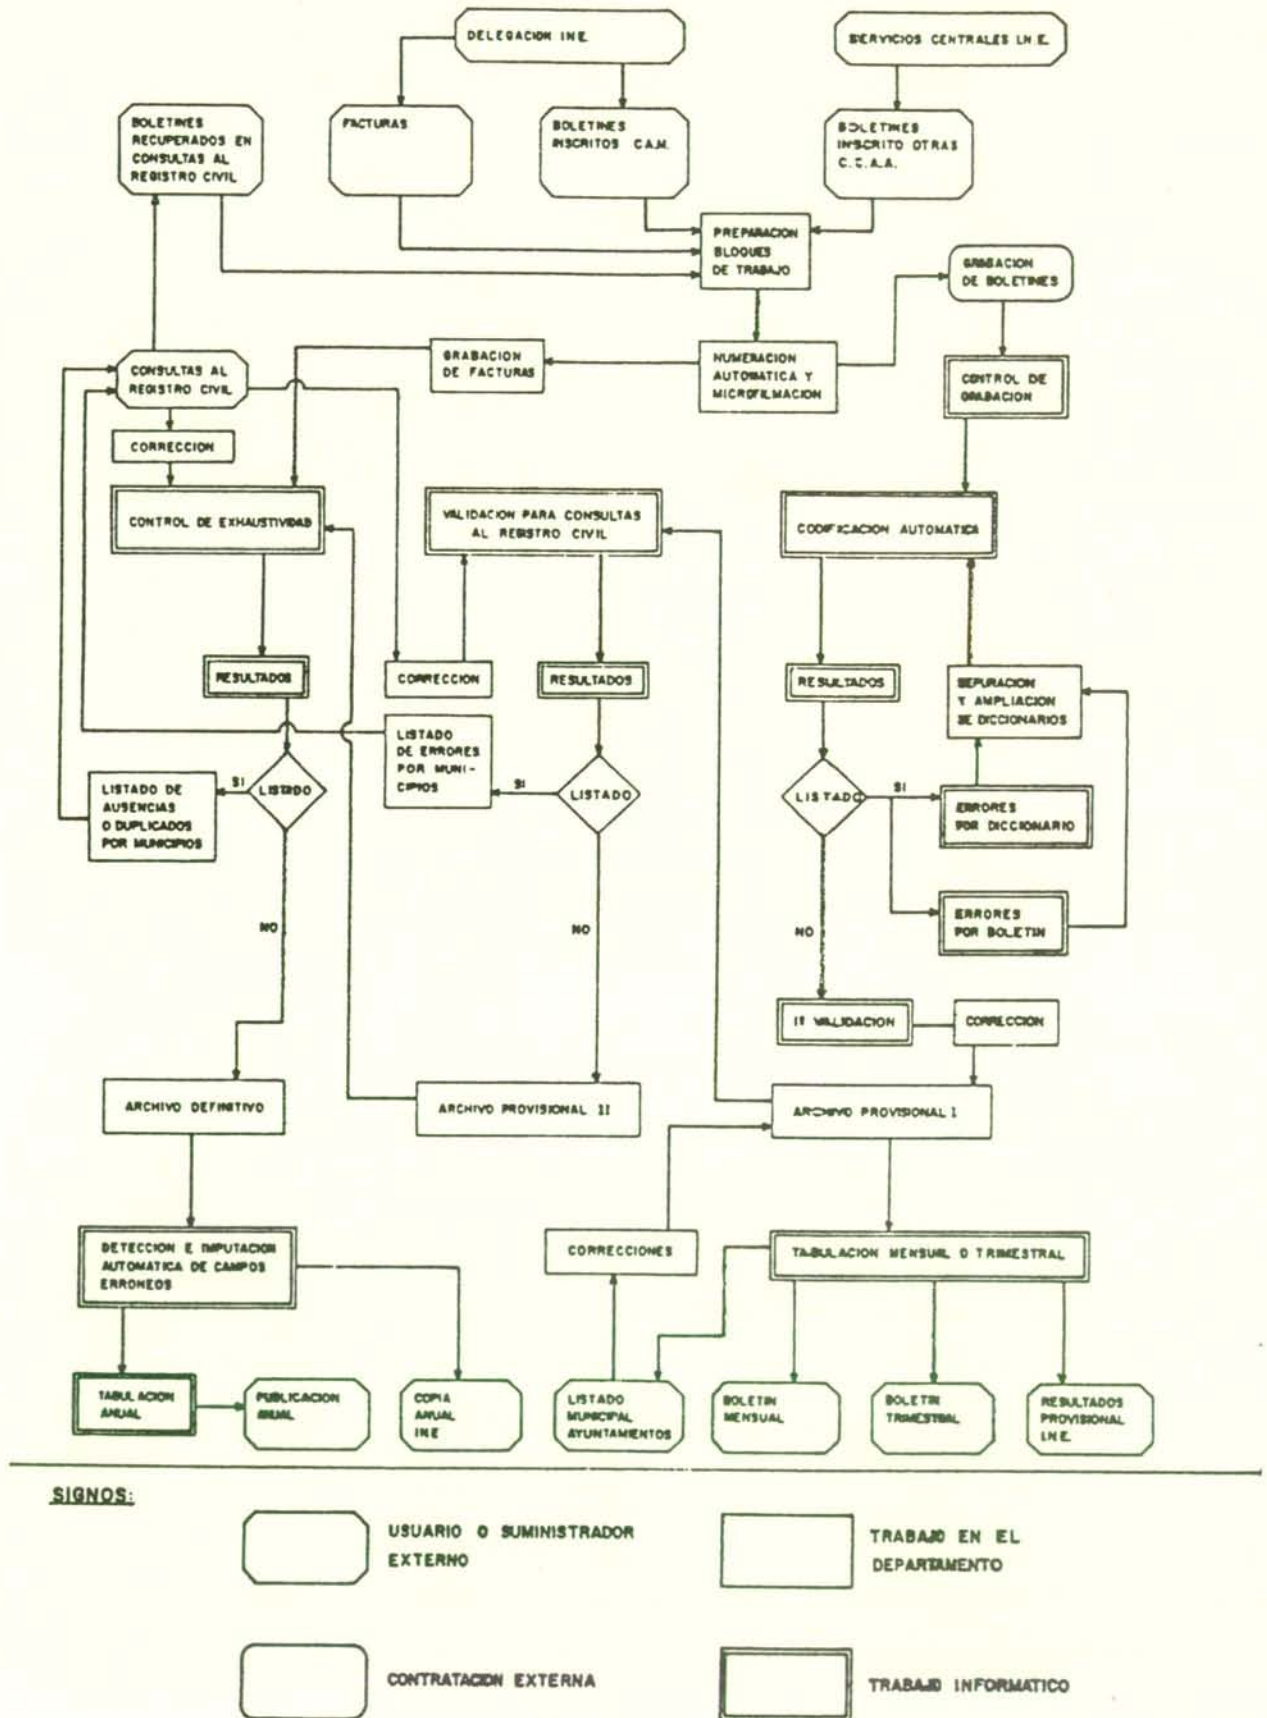 DELEGACION I.N.E.
SERVICIOS CENTRALES I.N.E.
BOLETINES
RECUPERADOS EN
CONSULTAS AL
REGISTRO CIVIL
FACTURAS
BOLETINES
INSCRITOS C.A.M.
BOLETINES
INSCRITO OTRAS
C.C.A.A.
PREPARACION
BLOQUES
DE TRABAJO
GRABACION
DE BOLETINES
CONSULTAS AL
REGISTRO CIVIL
GRABACION
DE FACTURAS
NUMERACION
AUTOMATICA Y
MICROFILMACION
CONTROL DE
GRABACION
CORRECCION
CONTROL DE EXHAUSTIVIDAD
VALIDACION PARA CONSULTAS
AL REGISTRO CIVIL
CODIFICACION AUTOMATICA
RESULTADOS
CORRECCION
RESULTADOS
RESULTADOS
DEPURACION
Y AMPLIACION
DE DICCIONARIOS
LISTADO DE
AUSENCIAS
O DUPLICADOS
POR MUNICIPIOS
SI
LISTADO
LISTADO
DE ERRORES
POR MUNI-
CIPIOS
SI
LISTADO
LISTADO
SI
ERRORES
POR DICCIONARIO
ERRORES
POR BOLETIN
NO
NO
NO
1ª VALIDACION
CORRECCION
ARCHIVO DEFINITIVO
ARCHIVO PROVISIONAL II
ARCHIVO PROVISIONAL I
DETECCION E IMPUTACION
AUTOMATICA DE CAMPOS
ERRONEOS
CORRECCIONES
TABULACION MENSUAL O TRIMESTRAL
TABULACION
ANUAL
PUBLICACION
ANUAL
COPIA
ANUAL
I.N.E
LISTADO
MUNICIPAL
AYUNTAMIENTOS
BOLETIN
MENSUAL
BOLETIN
TRIMESTRAL
RESULTADOS
PROVISIONAL
I.N.E.
SIGNOS:
USUARIO O SUMINISTRADOR
EXTERNO
TRABAJO EN EL
DEPARTAMENTO
CONTRATACION EXTERNA
TRABAJO INFORMATICO